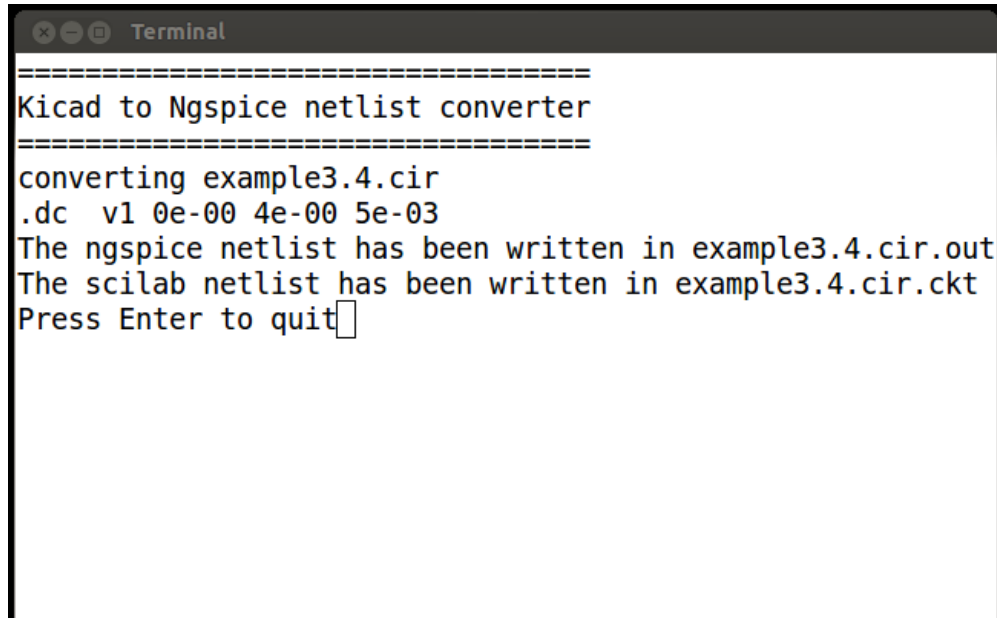 Terminal
==================================
Kicad to Ngspice netlist converter
==================================
converting example3.4.cir
.dc  v1 0e-00 4e-00 5e-03
The ngspice netlist has been written in example3.4.cir.out
The scilab netlist has been written in example3.4.cir.ckt
Press Enter to quit